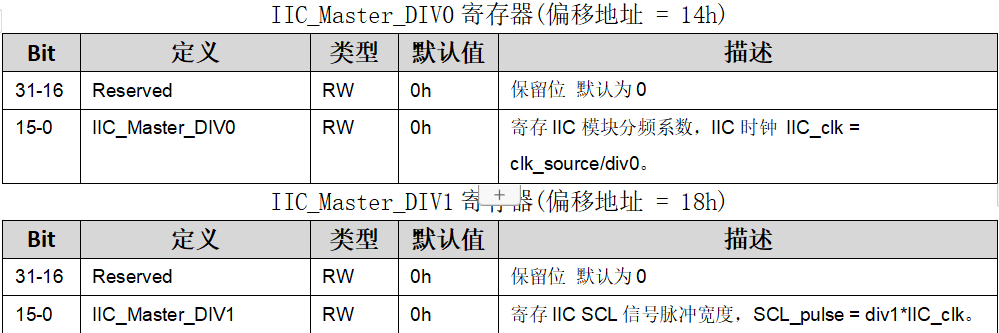 IIC_Master_DIV0 寄存器(偏移地址 = 14h)
Bit 定义 类型 默认值 描述
31-16 Reserved RW 0h 保留位 默认为 0
15-0 IIC_Master_DIV0 RW 0h 寄存 IIC 模块分频系数，IIC 时钟 IIC_clk =
clk_source/div0。
IIC_Master_DIV1 寄存器(偏移地址 = 18h)
Bit 定义 类型 默认值 描述
31-16 Reserved RW 0h 保留位 默认为 0
15-0 IIC_Master_DIV1 RW 0h 寄存 IIC SCL 信号脉冲宽度，SCL_pulse = div1*IIC_clk。